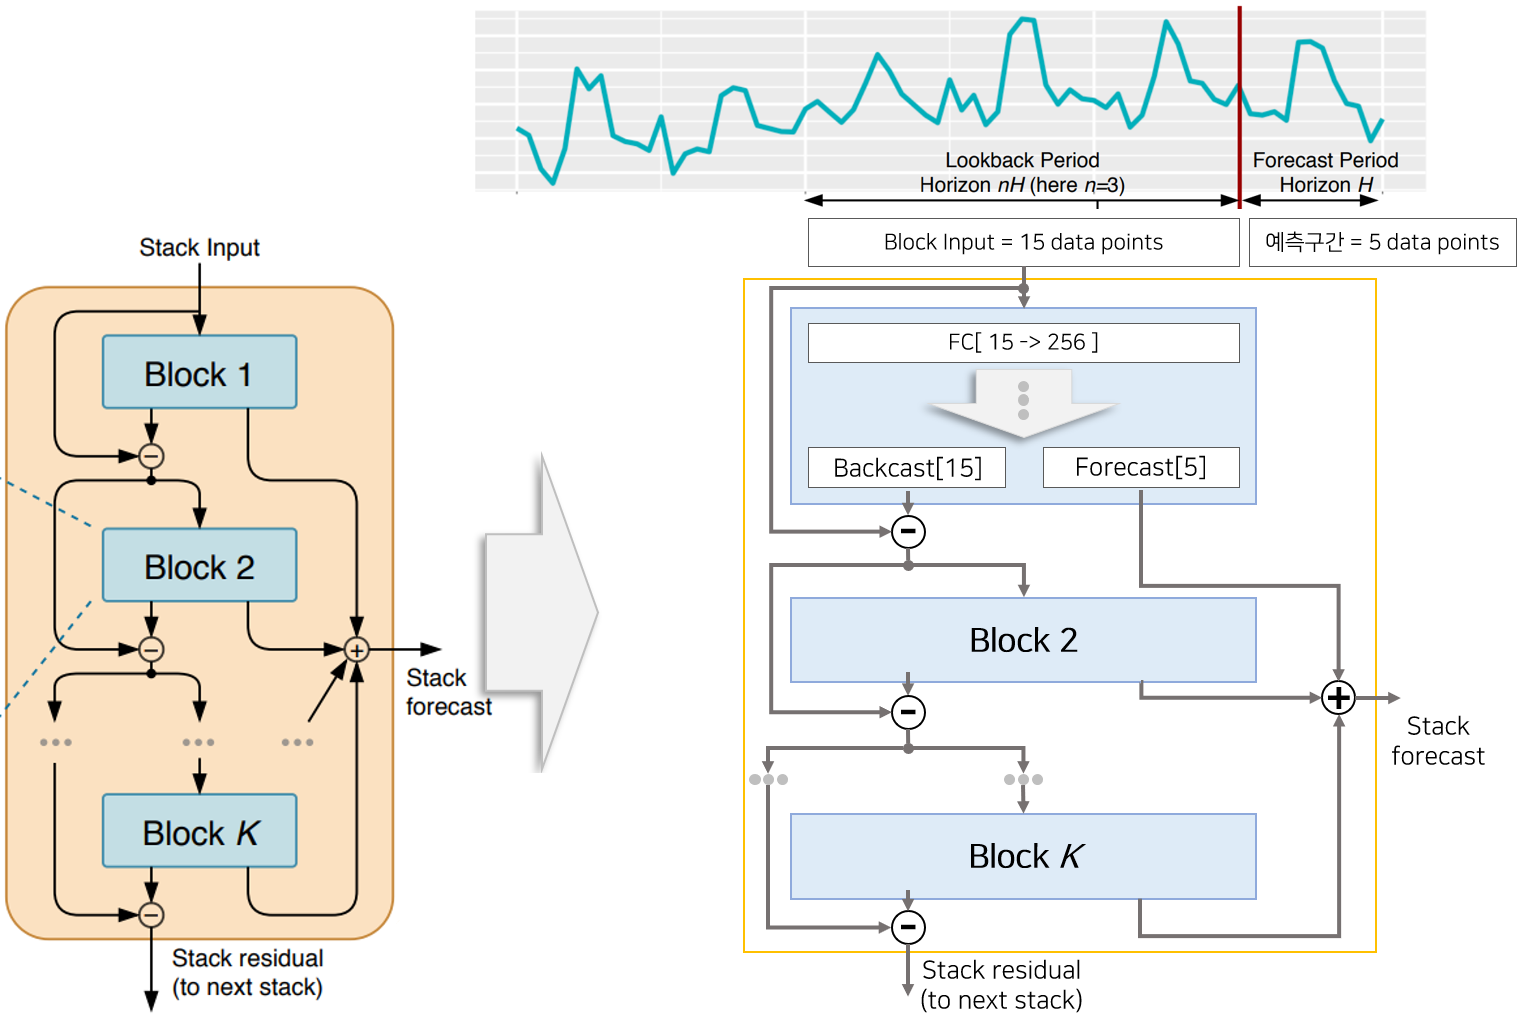 Lookback Period
Horizon nH (here n=3)
Forecast Period
Horizon H
Block Input = 15 data points
예측구간 = 5 data points
Stack Input
Block 1
Block 2
Block K
Stack
forecast
Stack residual
(to next stack)
FC[ 15 -> 256 ]
Backcast[15]
Forecast[5]
Block 2
Block K
Stack
forecast
Stack residual
(to next stack)